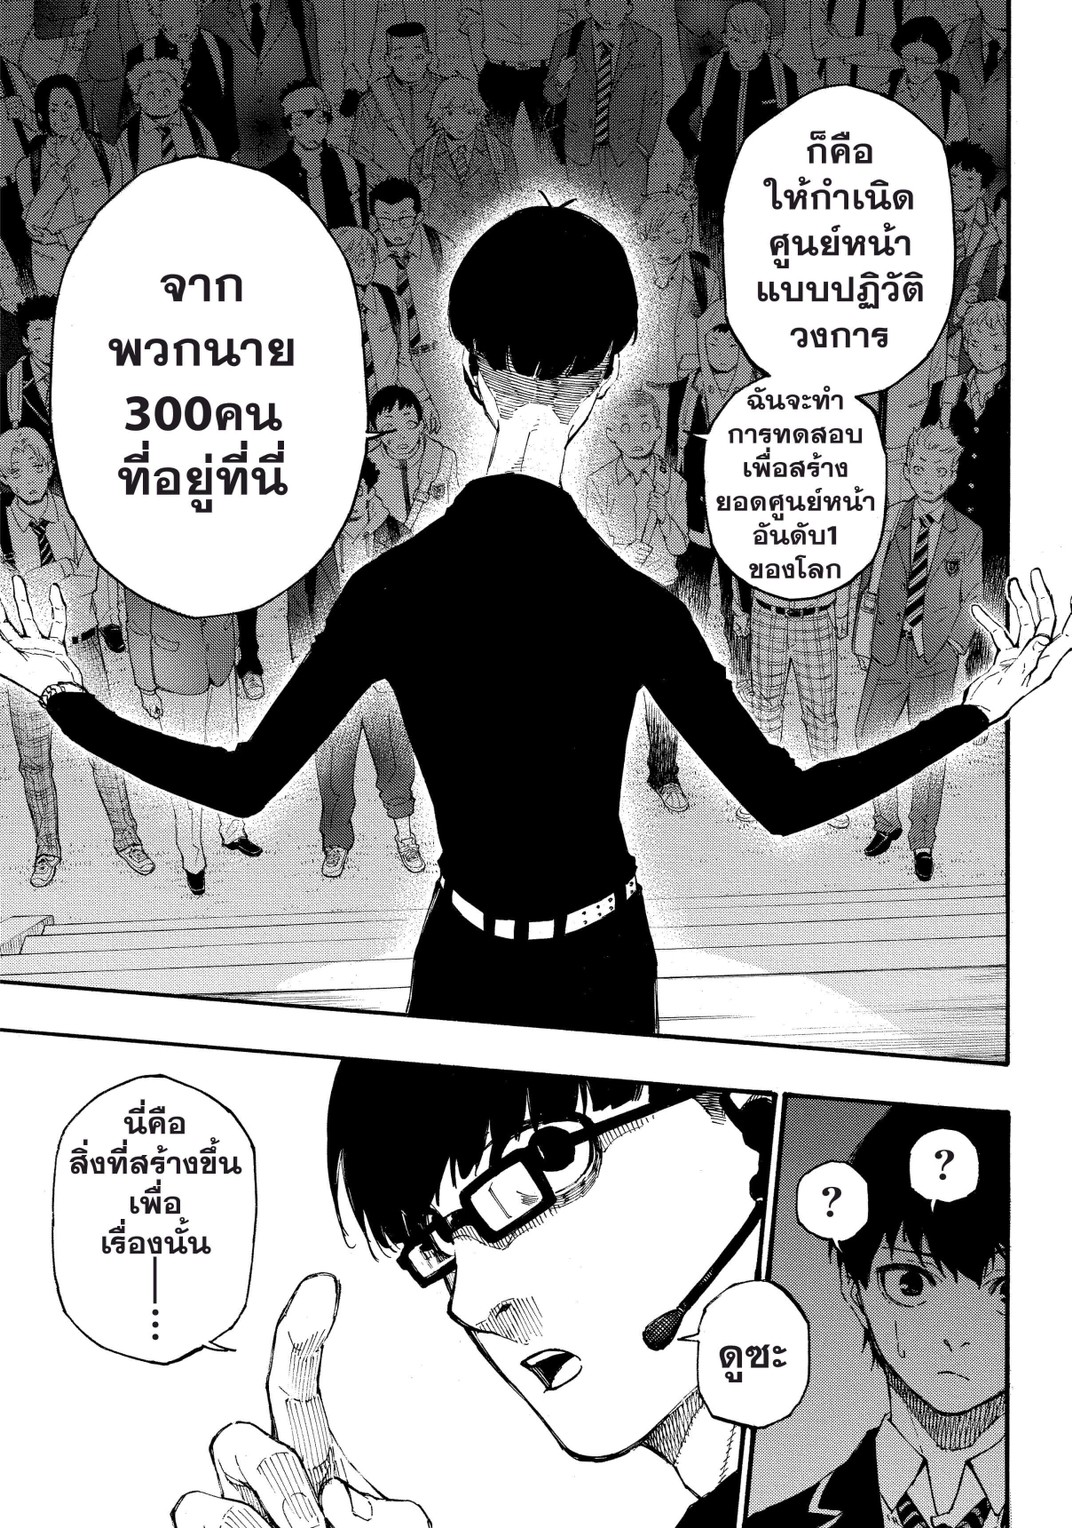 ก็คือ
ให้กำเนิด
ศูนย์หน้า
แบบปฏิวัติ
วงการ
ฉันจะทำ
การทดสอบ
เพื่อสร้าง
ยอดศูนย์หน้า
อันดับ1
ของโลก
จาก
พวกนาย
300คน
ที่อยู่ที่นี่
?
?
ดูซะ
นี่คือ
สิ่งที่สร้างขึ้น
เพื่อ
เรื่องนั้น
―…